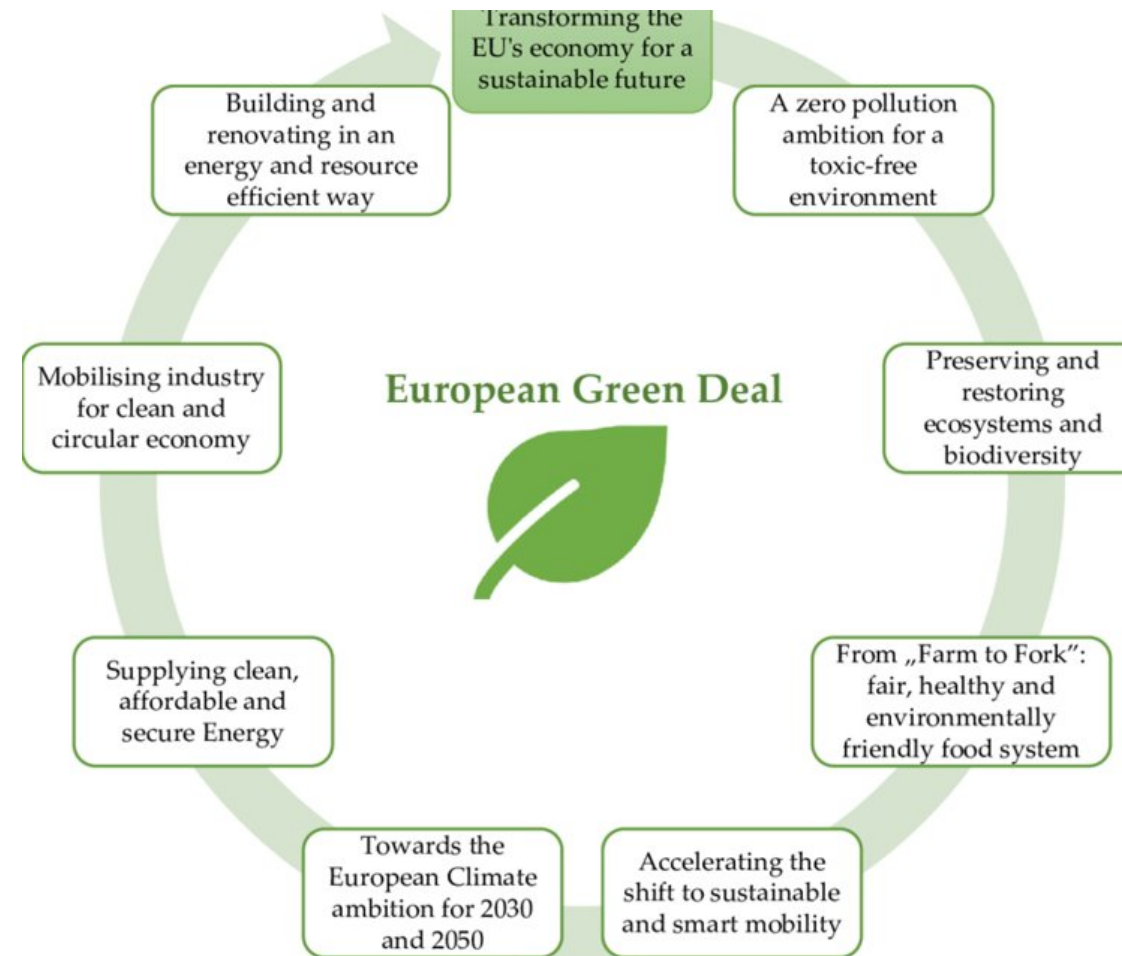 Transforming the
EU's economy for a
sustainable future
A zero pollution
ambition for a
toxic-free
environment
Preserving and
restoring
ecosystems and
biodiversity
From „Farm to Fork”:
fair, healthy and
environmentally
friendly food system
Accelerating the
shift to sustainable
and smart mobility
Towards the
European Climate
ambition for 2030
and 2050
Supplying clean,
affordable and
secure Energy
Mobilising industry
for clean and
circular economy
Building and
renovating in an
energy and resource
efficient way
European Green Deal